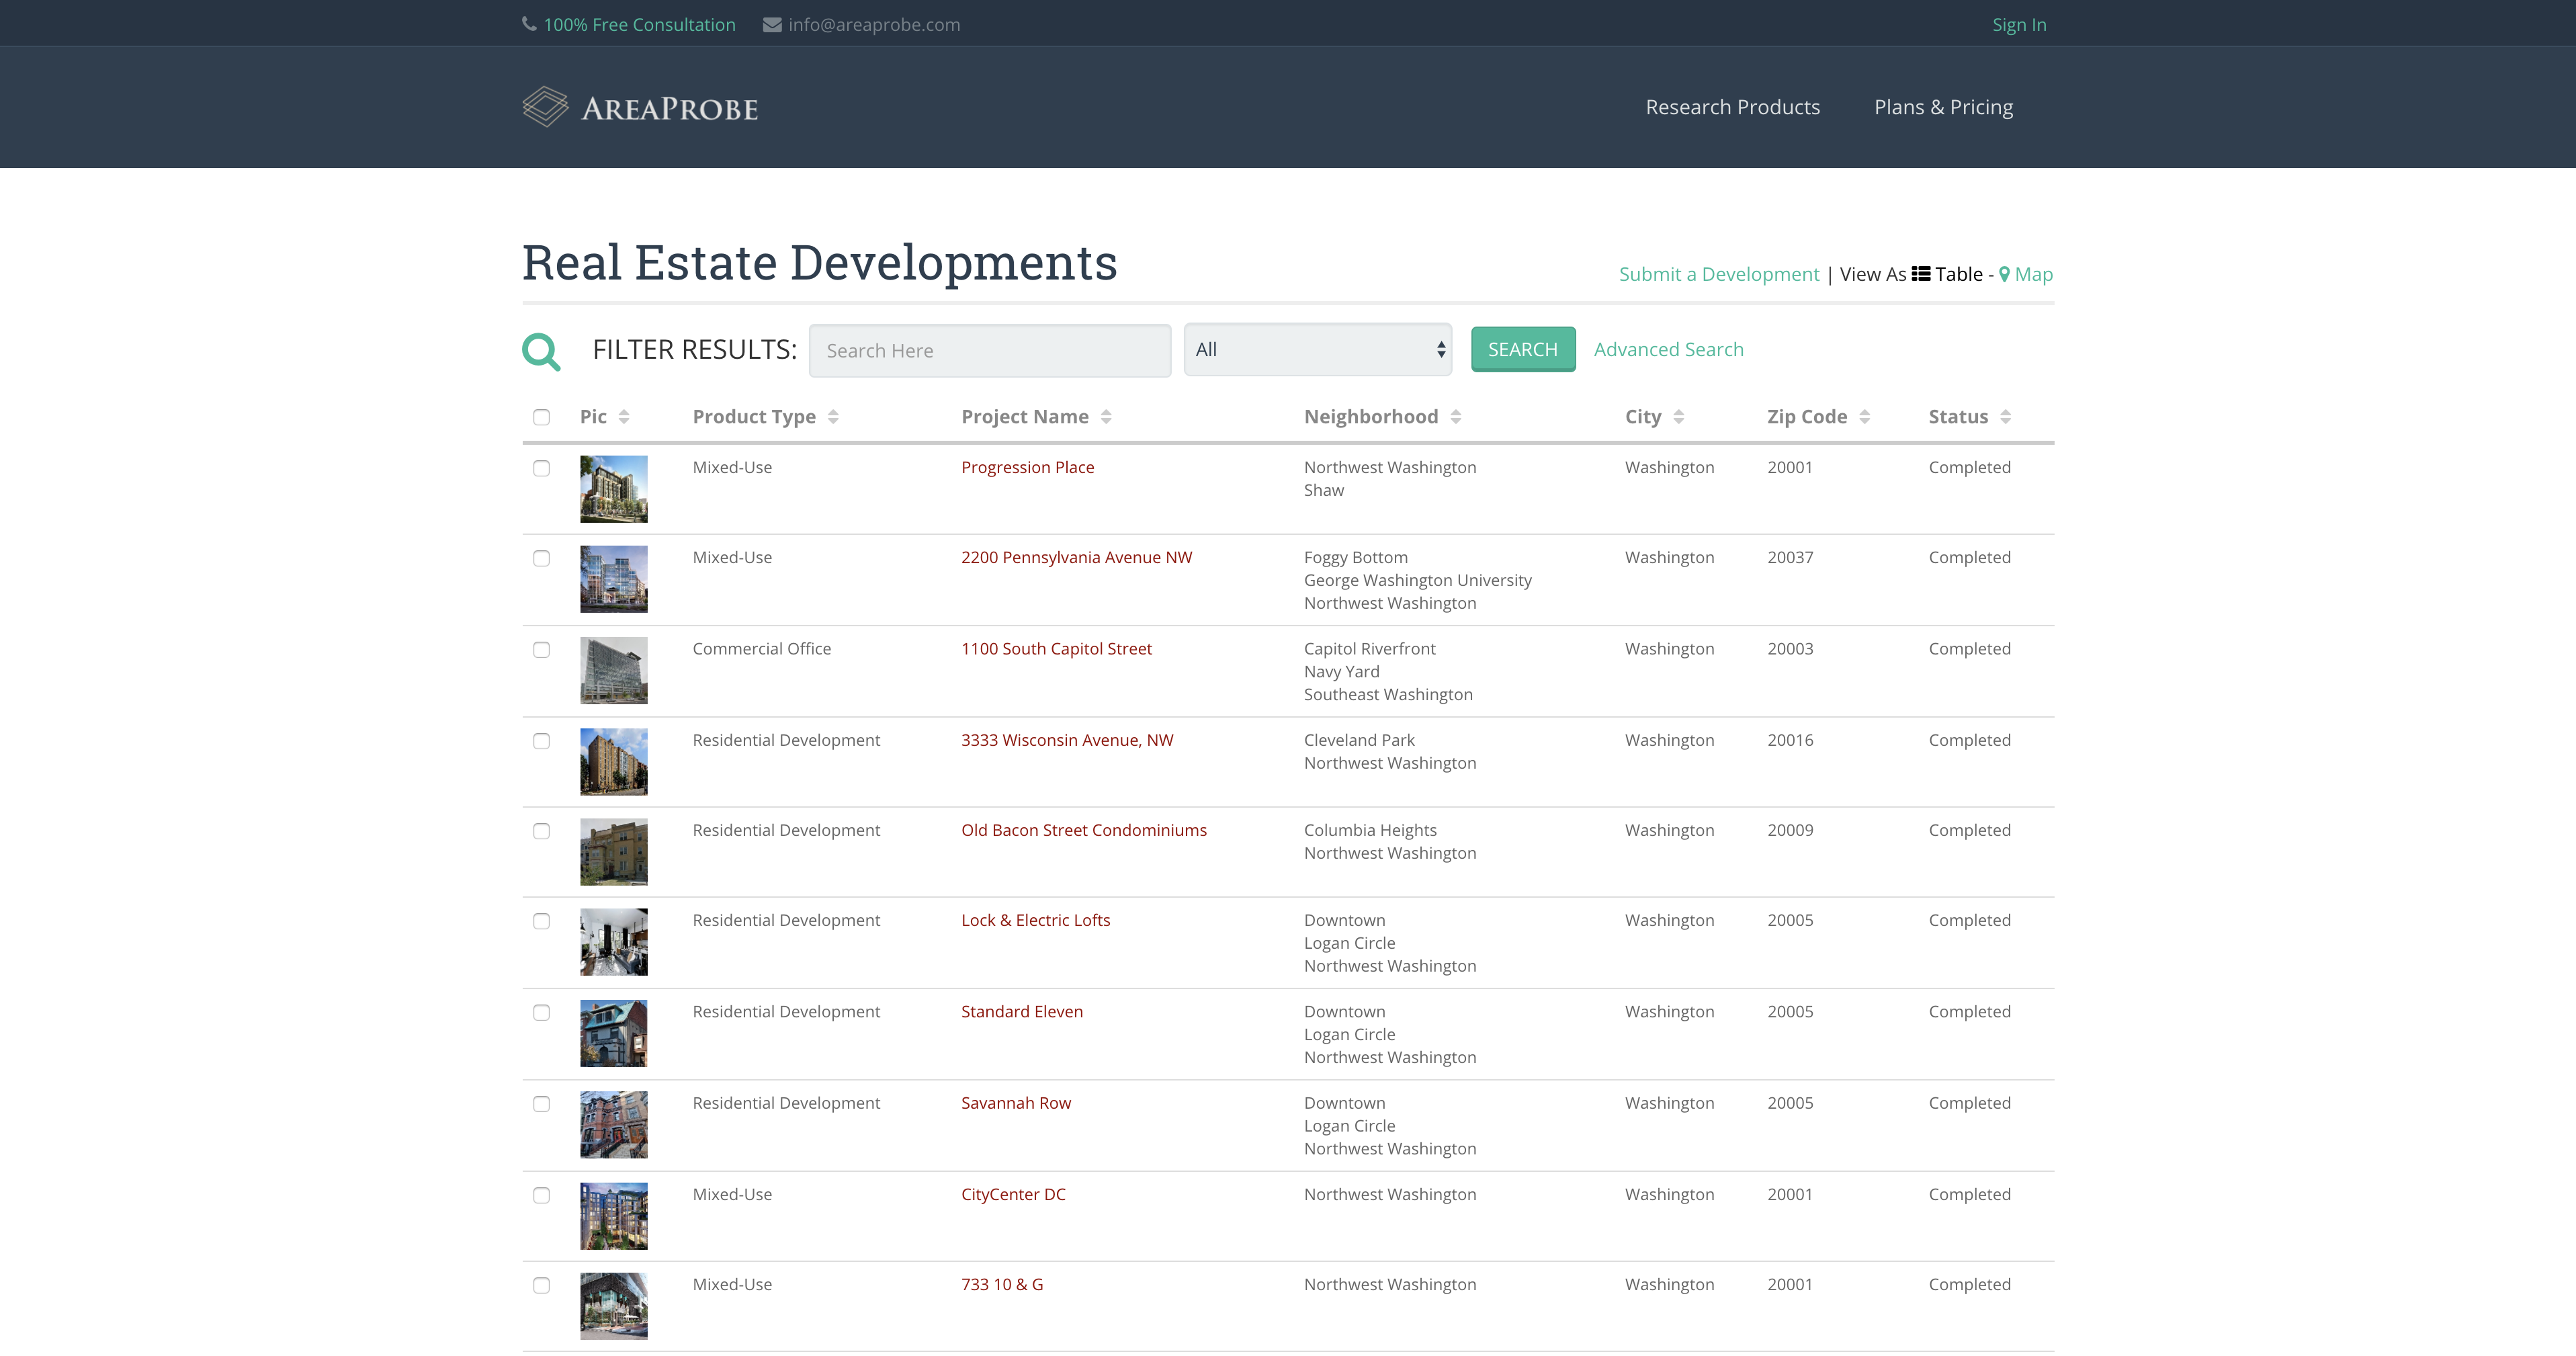 100% Free Consultation info@areaprobe.com Sign In
AREAPROBE Research Products Plans & Pricing
Real Estate Developments
Submit a Development | View As Table - Map
FILTER RESULTS: Search Here All SEARCH Advanced Search
Pic Product Type Project Name Neighborhood City Zip Code Status
Mixed-Use Progression Place Northwest Washington Washington 20001 Completed
Shaw
Mixed-Use 2200 Pennsylvania Avenue NW Foggy Bottom Washington 20037 Completed
George Washington University
Northwest Washington
Commercial Office 1100 South Capitol Street Capitol Riverfront Washington 20003 Completed
Navy Yard
Southeast Washington
Residential Development 3333 Wisconsin Avenue, NW Cleveland Park Washington 20016 Completed
Northwest Washington
Residential Development Old Bacon Street Condominiums Columbia Heights Washington 20009 Completed
Northwest Washington
Residential Development Lock & Electric Lofts Downtown Washington 20005 Completed
Logan Circle
Northwest Washington
Residential Development Standard Eleven Downtown Washington 20005 Completed
Logan Circle
Northwest Washington
Residential Development Savannah Row Downtown Washington 20005 Completed
Logan Circle
Northwest Washington
Mixed-Use CityCenter DC Northwest Washington Washington 20001 Completed
Mixed-Use 733 10 & G Northwest Washington Washington 20001 Completed